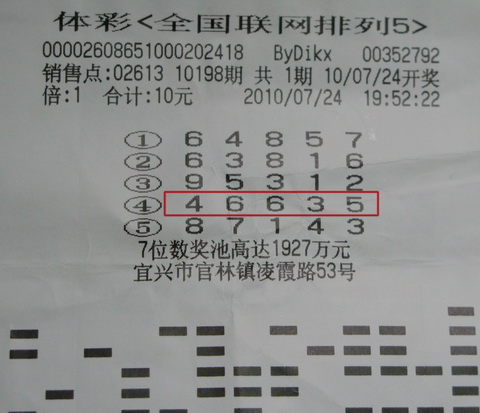 体彩<全国联网排列5>
00002608651000202418 ByDikx 00352792
销售点:02613 10198期 共 1期 10/07/24开奖
倍:1 合计:10元 2010/07/24 19:52:22
① 6 4 8 5 7
② 6 3 8 1 6
③ 9 5 3 1 2
④ 4 6 6 3 5
⑤ 8 7 1 4 3
7位数奖池高达1927万元
宜兴市官林镇凌霞路53号